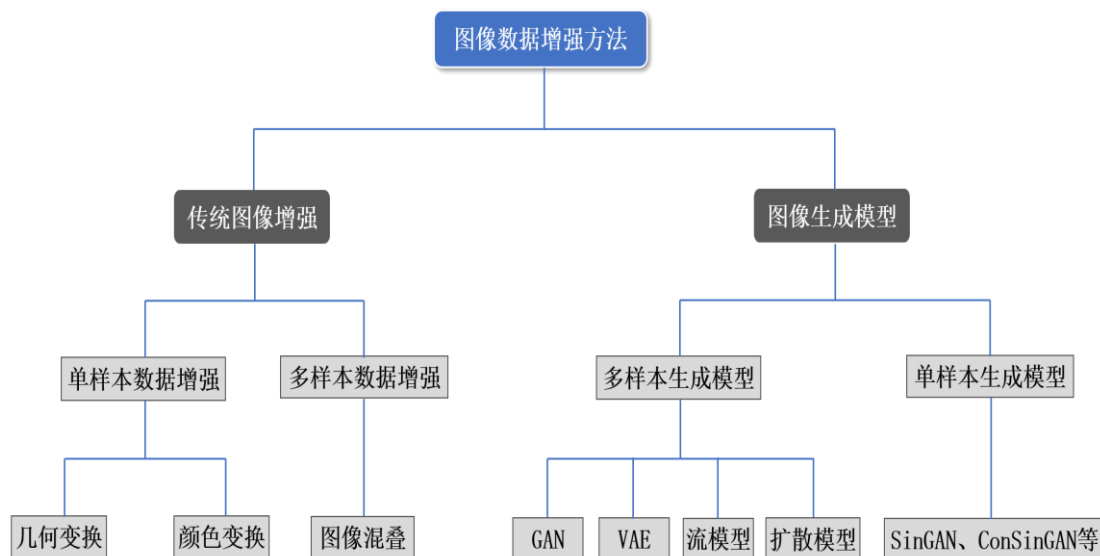 图像数据增强方法
传统图像增强
图像生成模型
单样本数据增强
多样本数据增强
多样本生成模型
单样本生成模型
几何变换
颜色变换
图像混叠
GAN
VAE
流模型
扩散模型
SinGAN、ConSinGAN等